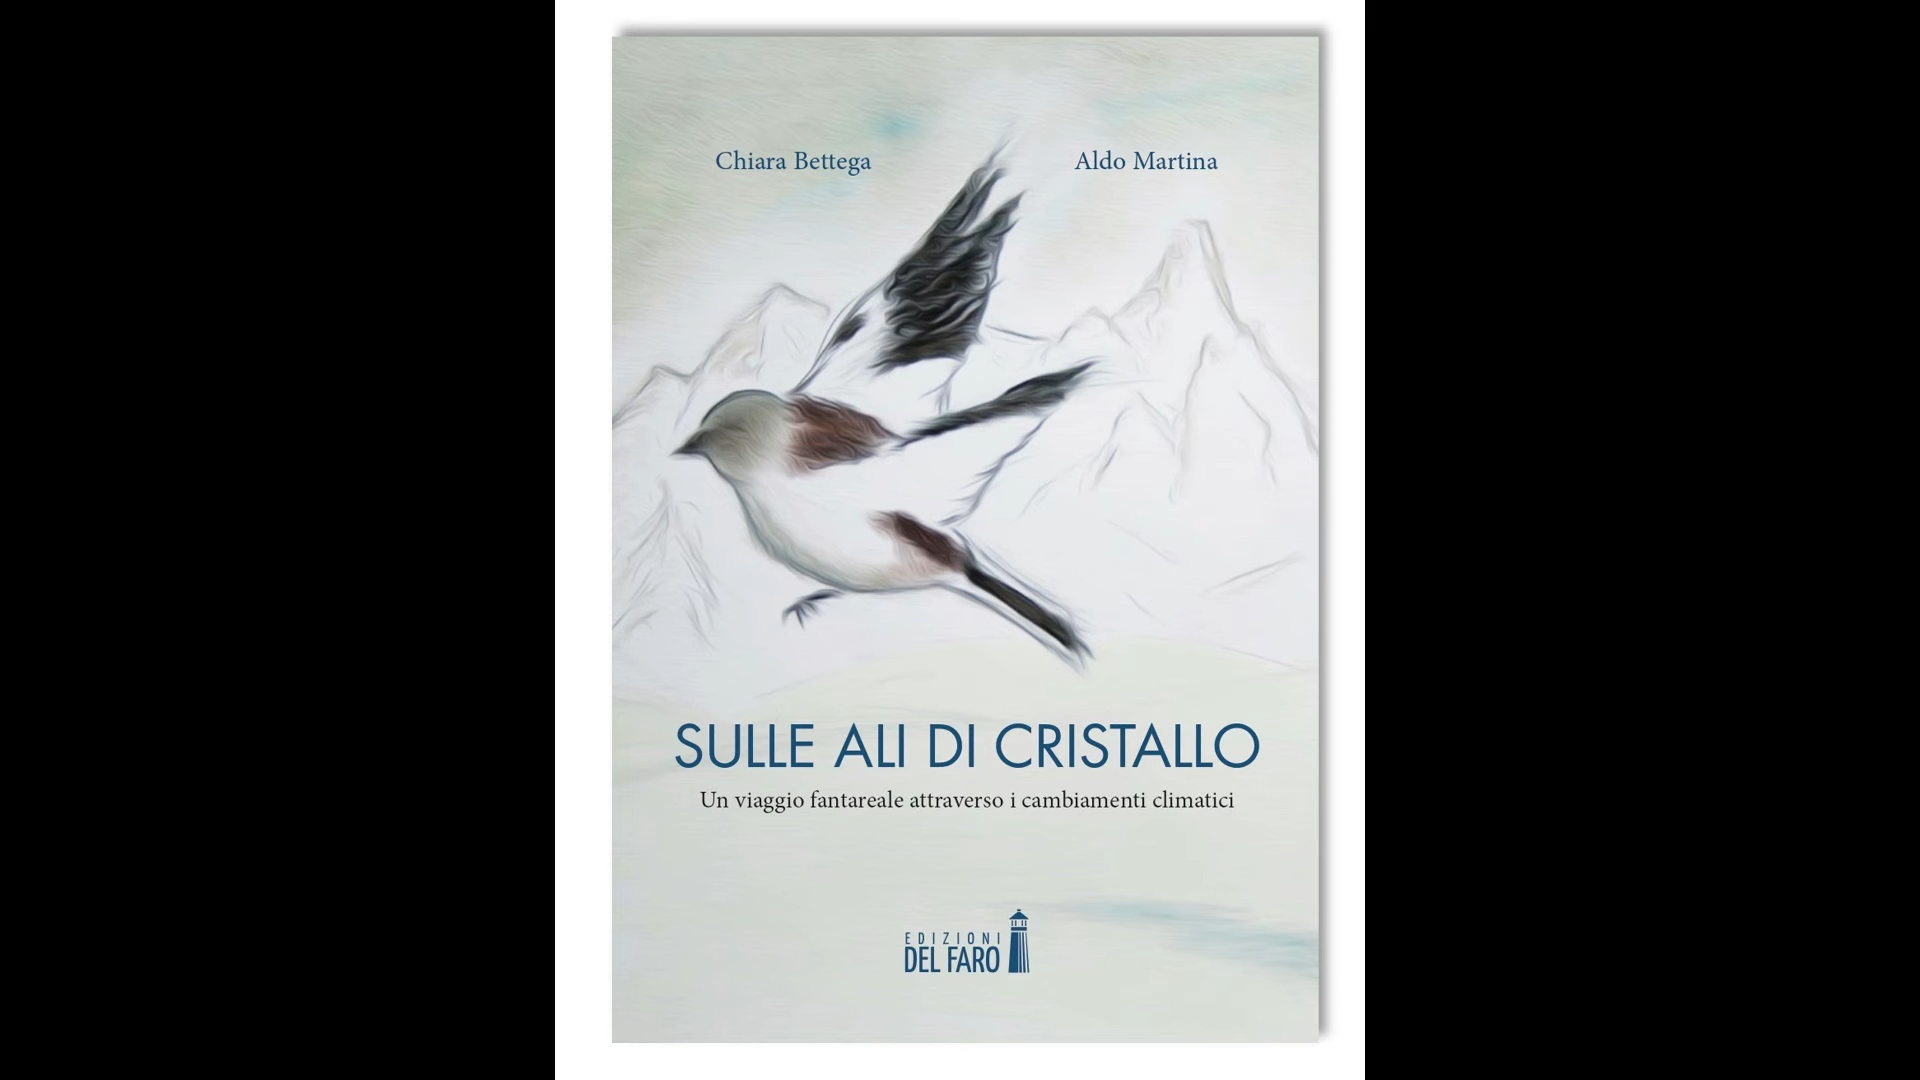 Chiara Bettega
Aldo Martina
SULLE ALI DI CRISTALLO
Un viaggio fantareale attraverso i cambiamenti climatici
EDIZIONI
DEL FARO